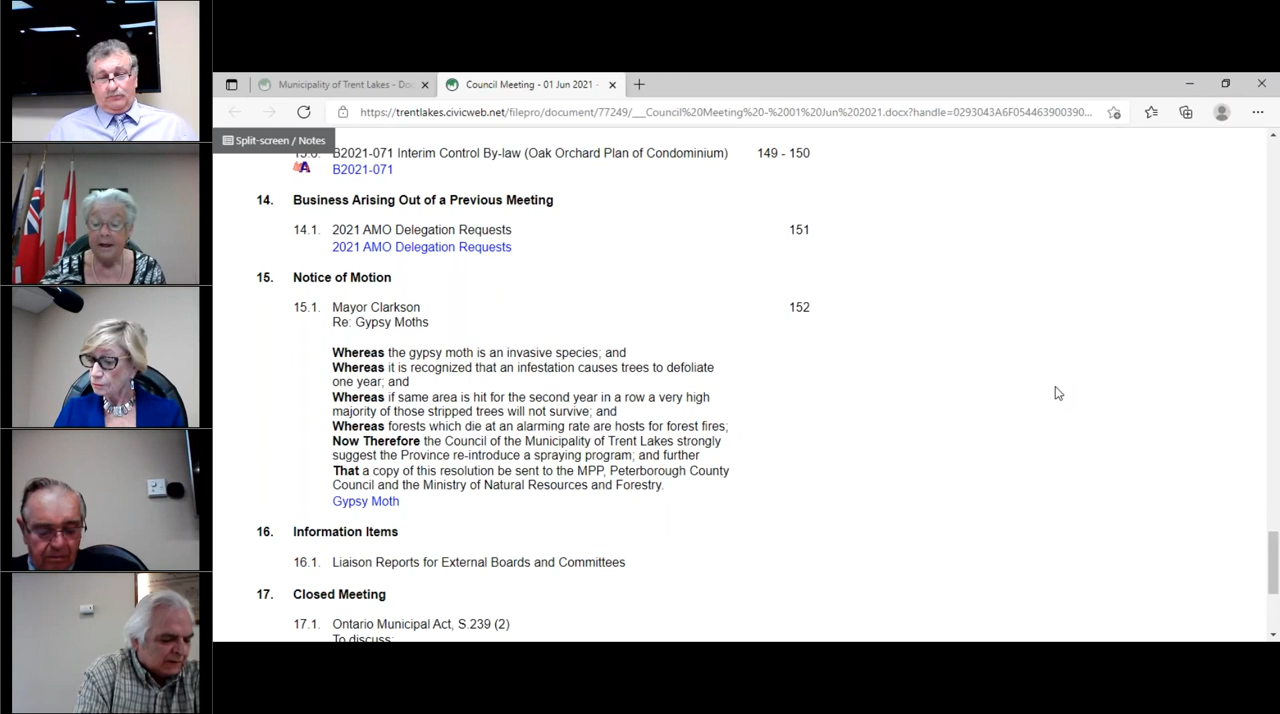 Municipality of Trent Lakes - Doc
Council Meeting - 01 Jun 2021 -
https://trentlakes.civicweb.net/filepro/document/77249/__Council%20Meeting%20-%2001%20Jun%202021.docx?handle=0293043A6F054463900390...
Split-screen / Notes
13.6. B2021-071 Interim Control By-law (Oak Orchard Plan of Condominium) 149 - 150
B2021-071
14. Business Arising Out of a Previous Meeting
14.1. 2021 AMO Delegation Requests 151
2021 AMO Delegation Requests
15. Notice of Motion
15.1. Mayor Clarkson 152
Re: Gypsy Moths
Whereas the gypsy moth is an invasive species; and
Whereas it is recognized that an infestation causes trees to defoliate
one year; and
Whereas if same area is hit for the second year in a row a very high
majority of those stripped trees will not survive; and
Whereas forests which die at an alarming rate are hosts for forest fires;
Now Therefore the Council of the Municipality of Trent Lakes strongly
suggest the Province re-introduce a spraying program; and further
That a copy of this resolution be sent to the MPP, Peterborough County
Council and the Ministry of Natural Resources and Forestry.
Gypsy Moth
16. Information Items
16.1. Liaison Reports for External Boards and Committees
17. Closed Meeting
17.1. Ontario Municipal Act, S.239 (2)
To discuss: